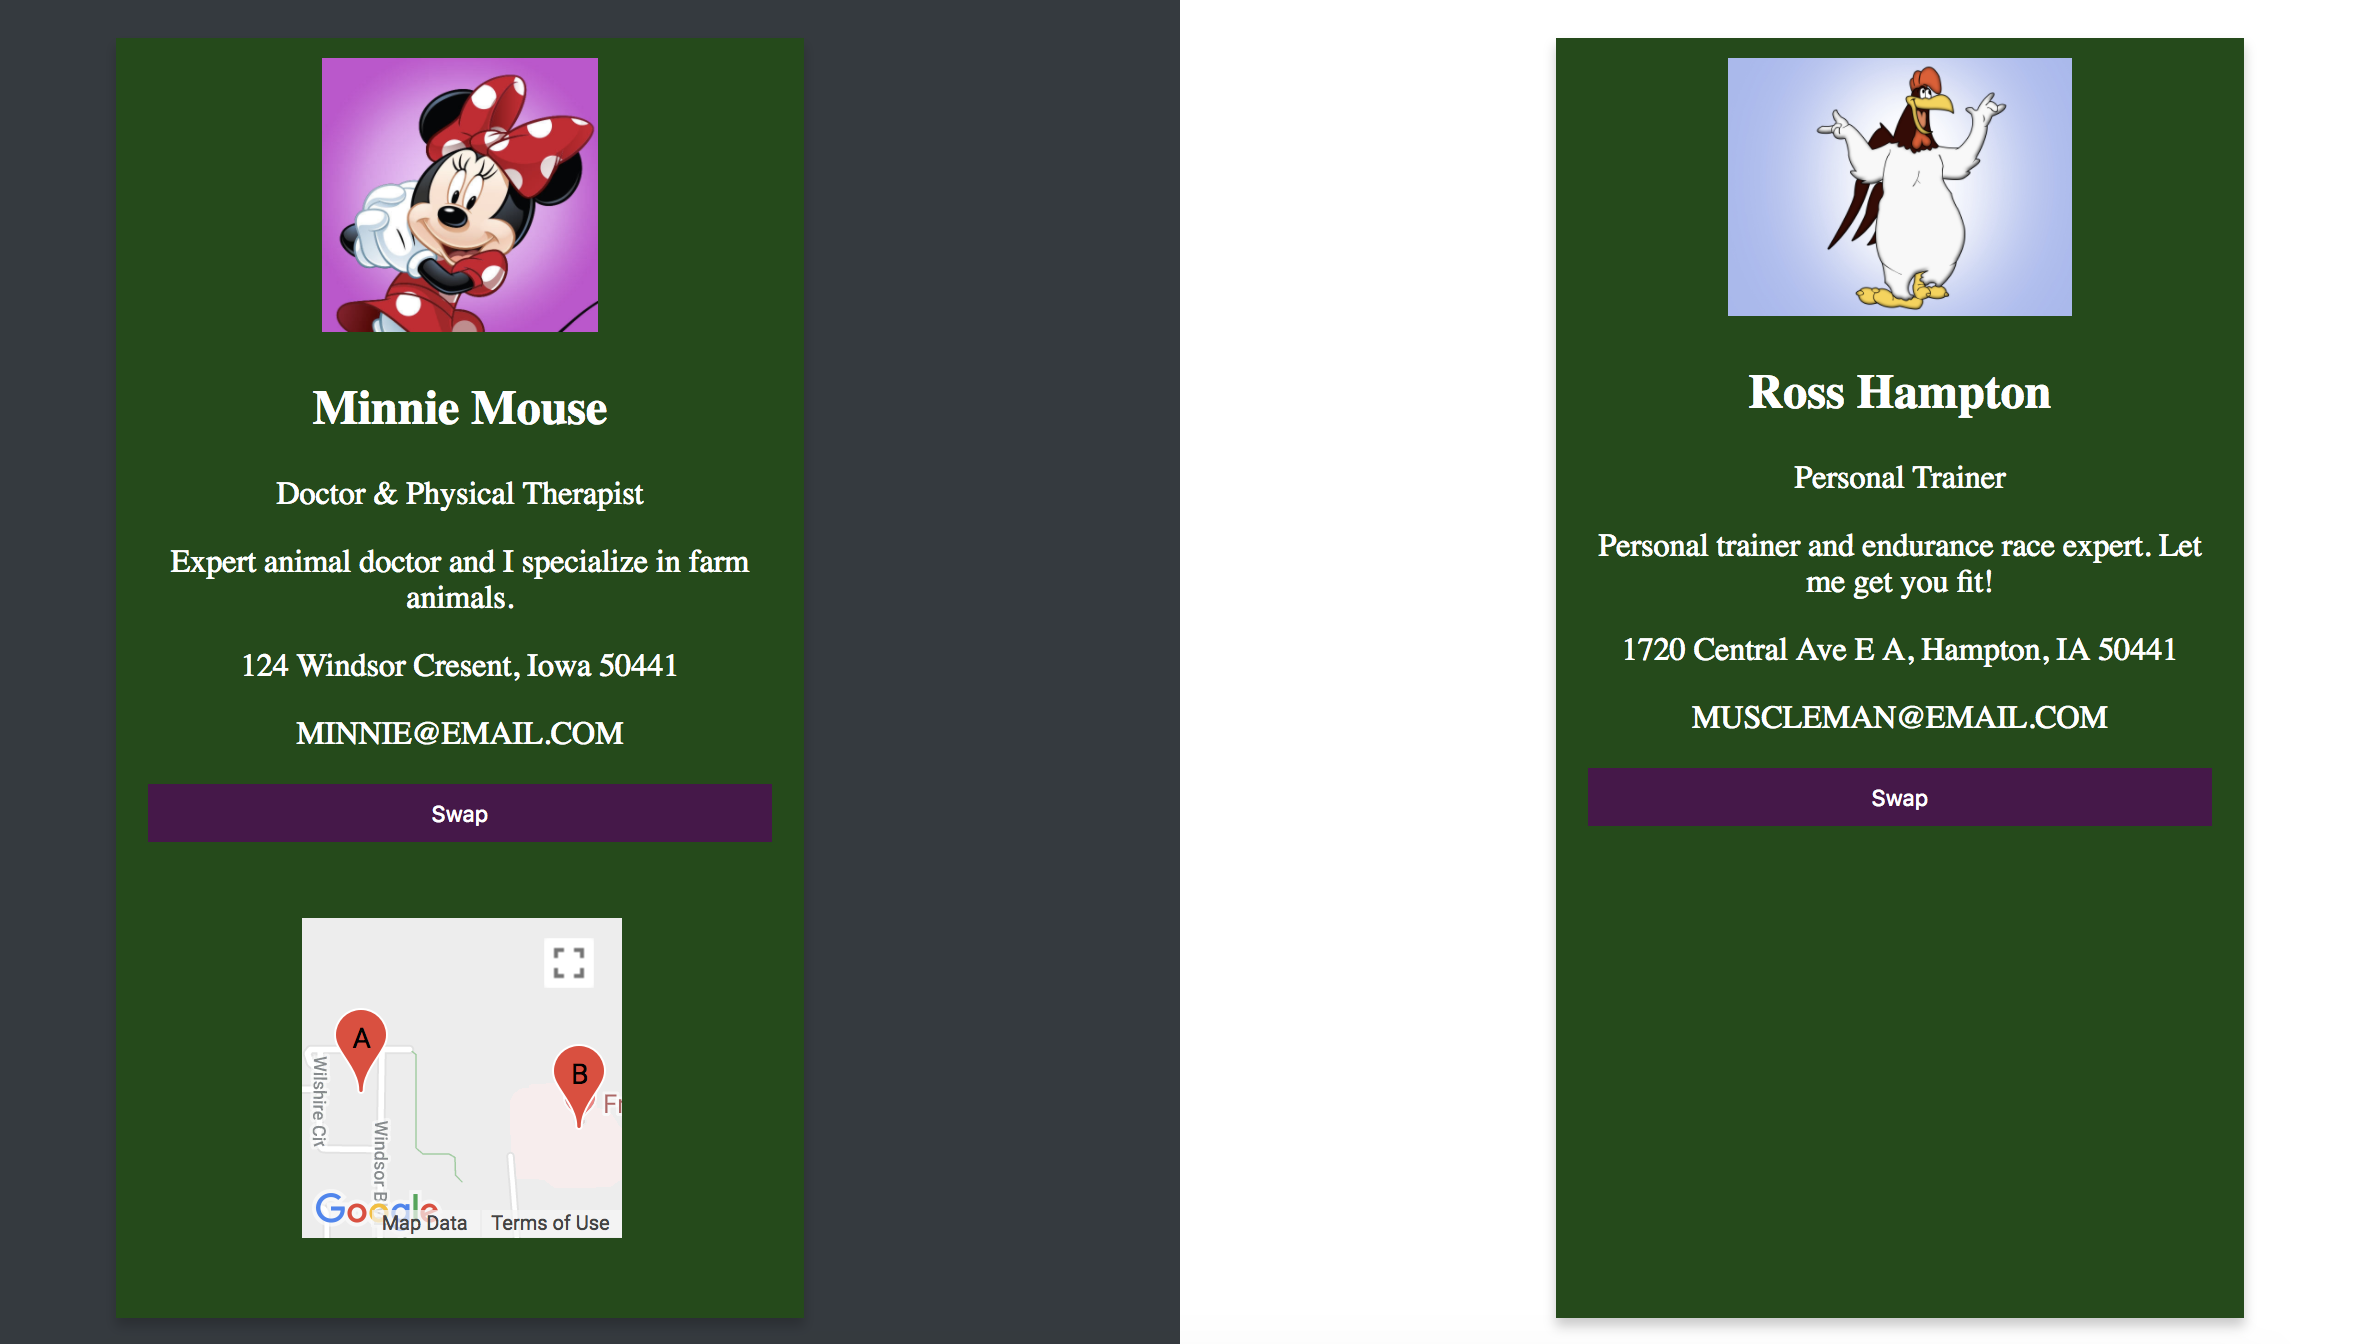 Minnie Mouse
Doctor & Physical Therapist
Expert animal doctor and I specialize in farm
animals.
124 Windsor Cresent, Iowa 50441
MINNIE@EMAIL.COM
Swap
A
B
Fr
Wilshire Cir
Windsor B
Google
Map Data
Terms of Use
Ross Hampton
Personal Trainer
Personal trainer and endurance race expert. Let
me get you fit!
1720 Central Ave E A, Hampton, IA 50441
MUSCLEMAN@EMAIL.COM
Swap